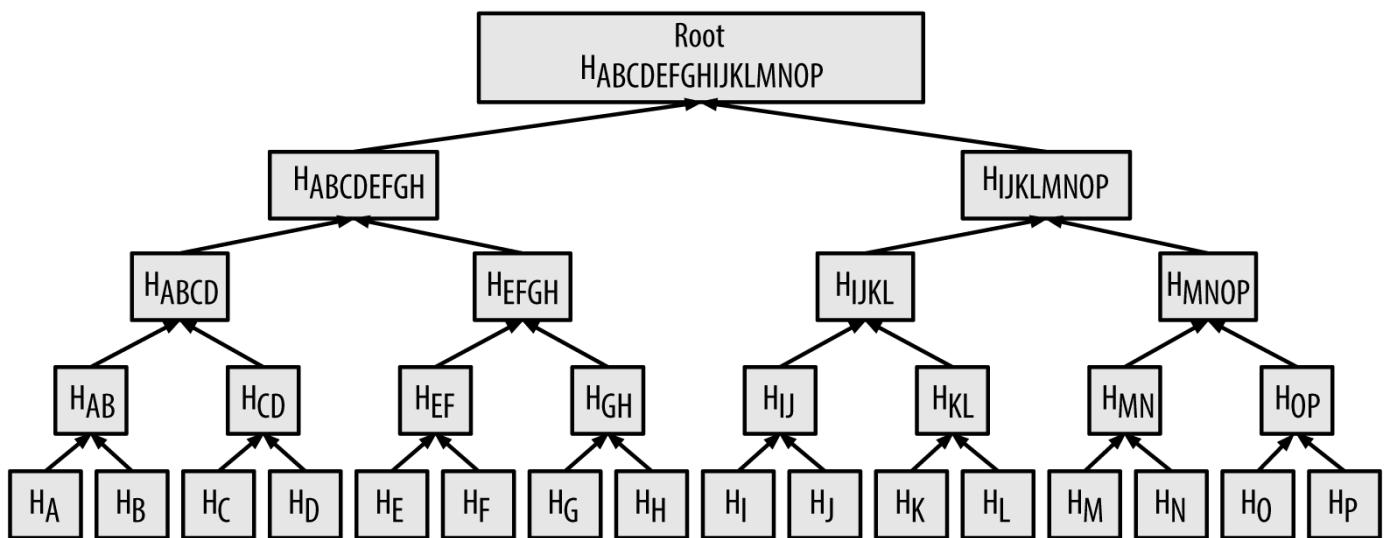 Root
HABCDEFGHIJKLMNOP
HABCDEFGH
HIJKLMNOP
HABCD
HEFGH
HIJKL
HMNOP
HAB
HCD
HEF
HGH
HIJ
HKL
HMN
HOP
HA
HB
HC
HD
HE
HF
HG
HH
HI
HJ
HK
HL
HM
HN
HO
HP